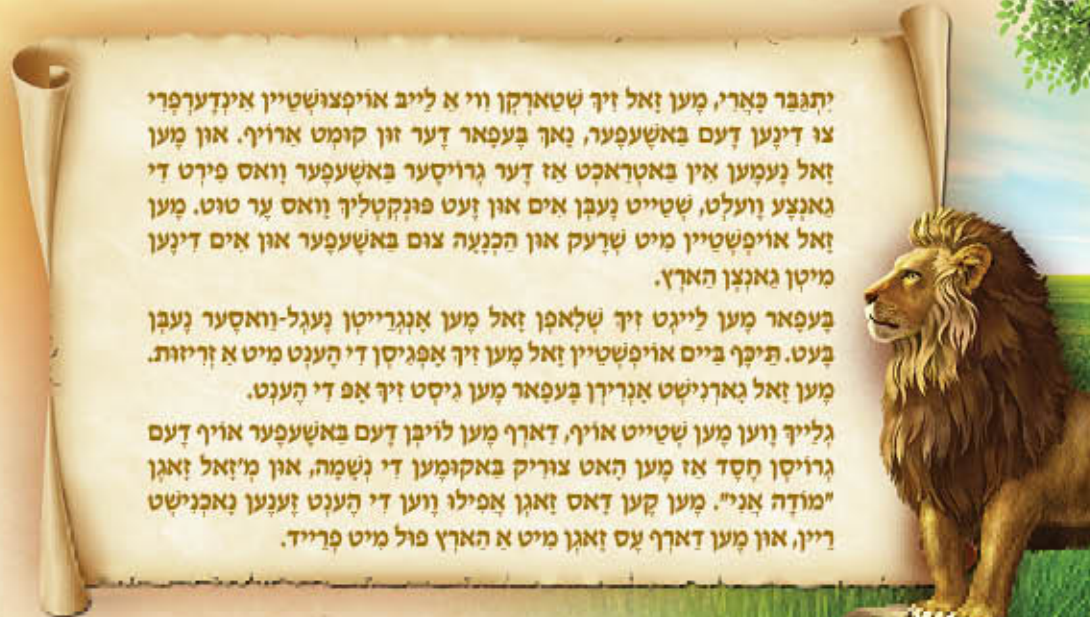 יִתְגַּבֵּר כָּאֲרִי, מֶען זָאל זִיךְ שְׁטַארְקְן ווִי אַ לֵייבּ אוֹיפְצוּשְׁטֵיין אִינְדֶּערְפְרִי
צוּ דִינֶען דֶּעם בַּאשֶׁעפֶער, נָאךְ בֶּעפַאר דֶּער זוּן קוּמְט אַרוֹיף. אוּן מֶען
זָאל נֶעמֶען אִין בַּאטְרַאכְט אַז דֶּער גְּרוֹיסֶער בַּאשֶׁעפֶער וָואס פִירְט דִּי
גַאנְצֶע וֶועלְט, שְׁטֵייט נֶעבְּן אִים אוּן זֶעט פּוּנְקְטְלִיךְ וָואס עֶר טוּט. מֶען
זָאל אוֹיפְשְׁטֵיין מִיט שְׁרֶעק אוּן הַכְנָעָה צוּם בַּאשֶׁעפֶער אוּן אִים דִּינֶען
מִיטְן גַאנְצְן הַארְץ.
בֶּעפַאר מֶען לֵייגְט זִיךְ שְׁלָאפְן זָאל מֶען אָנְגְרֵייטְן נֶעגְל-וַואסֶער נֶעבְּן
בֶּעט. תֵּיכֶּף בַּיים אוֹיפְשְׁטֵיין זָאל מֶען זִיךְ אָפְּגִיסְן דִּי הֶענְט מִיט אַ זְרִיזוּת.
מֶען זָאל גָארְנִישְׁט אָנְרִירְן בֶּעפַאר מֶען גִיסְט זִיךְ אָפּ דִּי הֶענְט.
גְּלַייךְ וֶוען מֶען שְׁטֵייט אוֹיף, דַּארְף מֶען לוֹיבְּן דֶּעם בַּאשֶׁעפֶער אוֹיף דֶּעם
גְּרוֹיסְן חֶסֶד אַז מֶען הָאט צוּרִיק בַּאקוּמֶען דִּי נְשָׁמָה, אוּן מְ'זָאל זָאגְן
"מוֹדֶה אֲנִי". מֶען קֶען דָּאס זָאגְן אֲפִילוּ וֶוען דִּי הֶענְט זֶענֶען נָאכְנִישְׁט
רֵיין, אוּן מֶען דַּארְף עֶס זָאגְן מִיט אַ הַארְץ פוּל מִיט פְרֵייד.